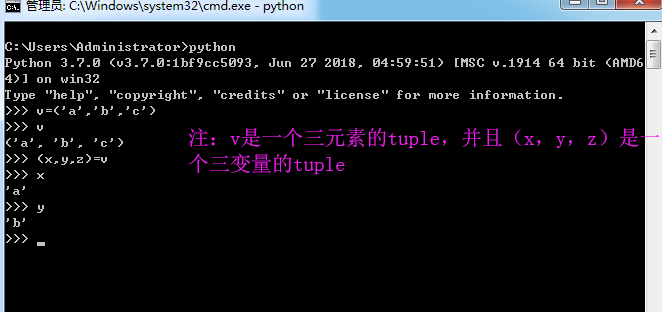 管理员: C:\Windows\system32\cmd.exe - python
C:\Users\Administrator>python
Python 3.7.0 (v3.7.0:1bf9cc5093, Jun 27 2018, 04:59:51) [MSC v.1914 64 bit (AMD6
4)] on win32
Type "help", "copyright", "credits" or "license" for more information.
>>> v=('a','b','c')
>>> v
('a', 'b', 'c')
>>> (x,y,z)=v
>>> x
'a'
>>> y
'b'
>>>
注：v是一个三元素的tuple，并且（x，y，z）是一
个三变量的tuple